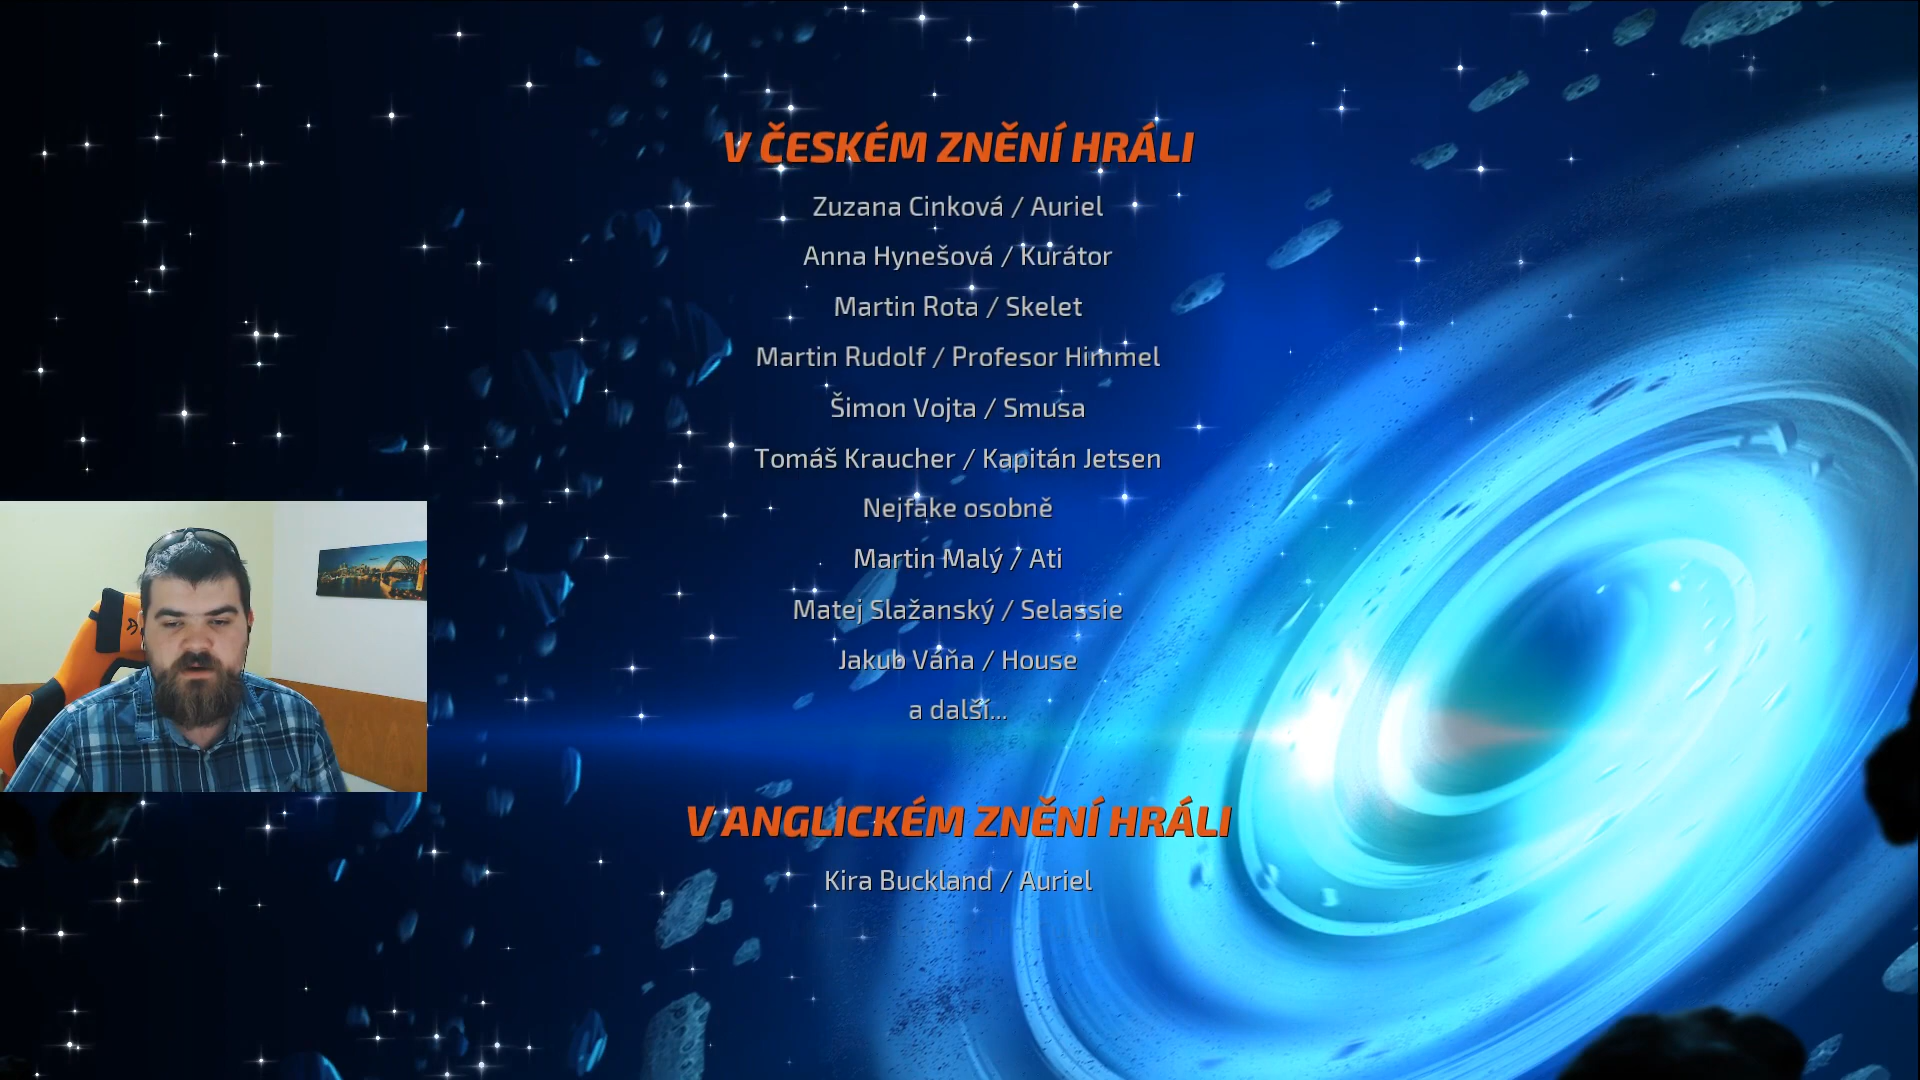 V ČESKÉM ZNĚNÍ HRÁLI
Zuzana Cinková / Auriel
Anna Hynešová / Kurátor
Martin Rota / Skelet
Martin Rudolf / Profesor Himmel
Šimon Vojta / Smusa
Tomáš Kraucher / Kapitán Jetsen
Nejfake osobně
Martin Malý / Ati
Matej Slažanský / Selassie
Jakub Váňa / House
a další...
V ANGLICKÉM ZNĚNÍ HRÁLI
Kira Buckland / Auriel